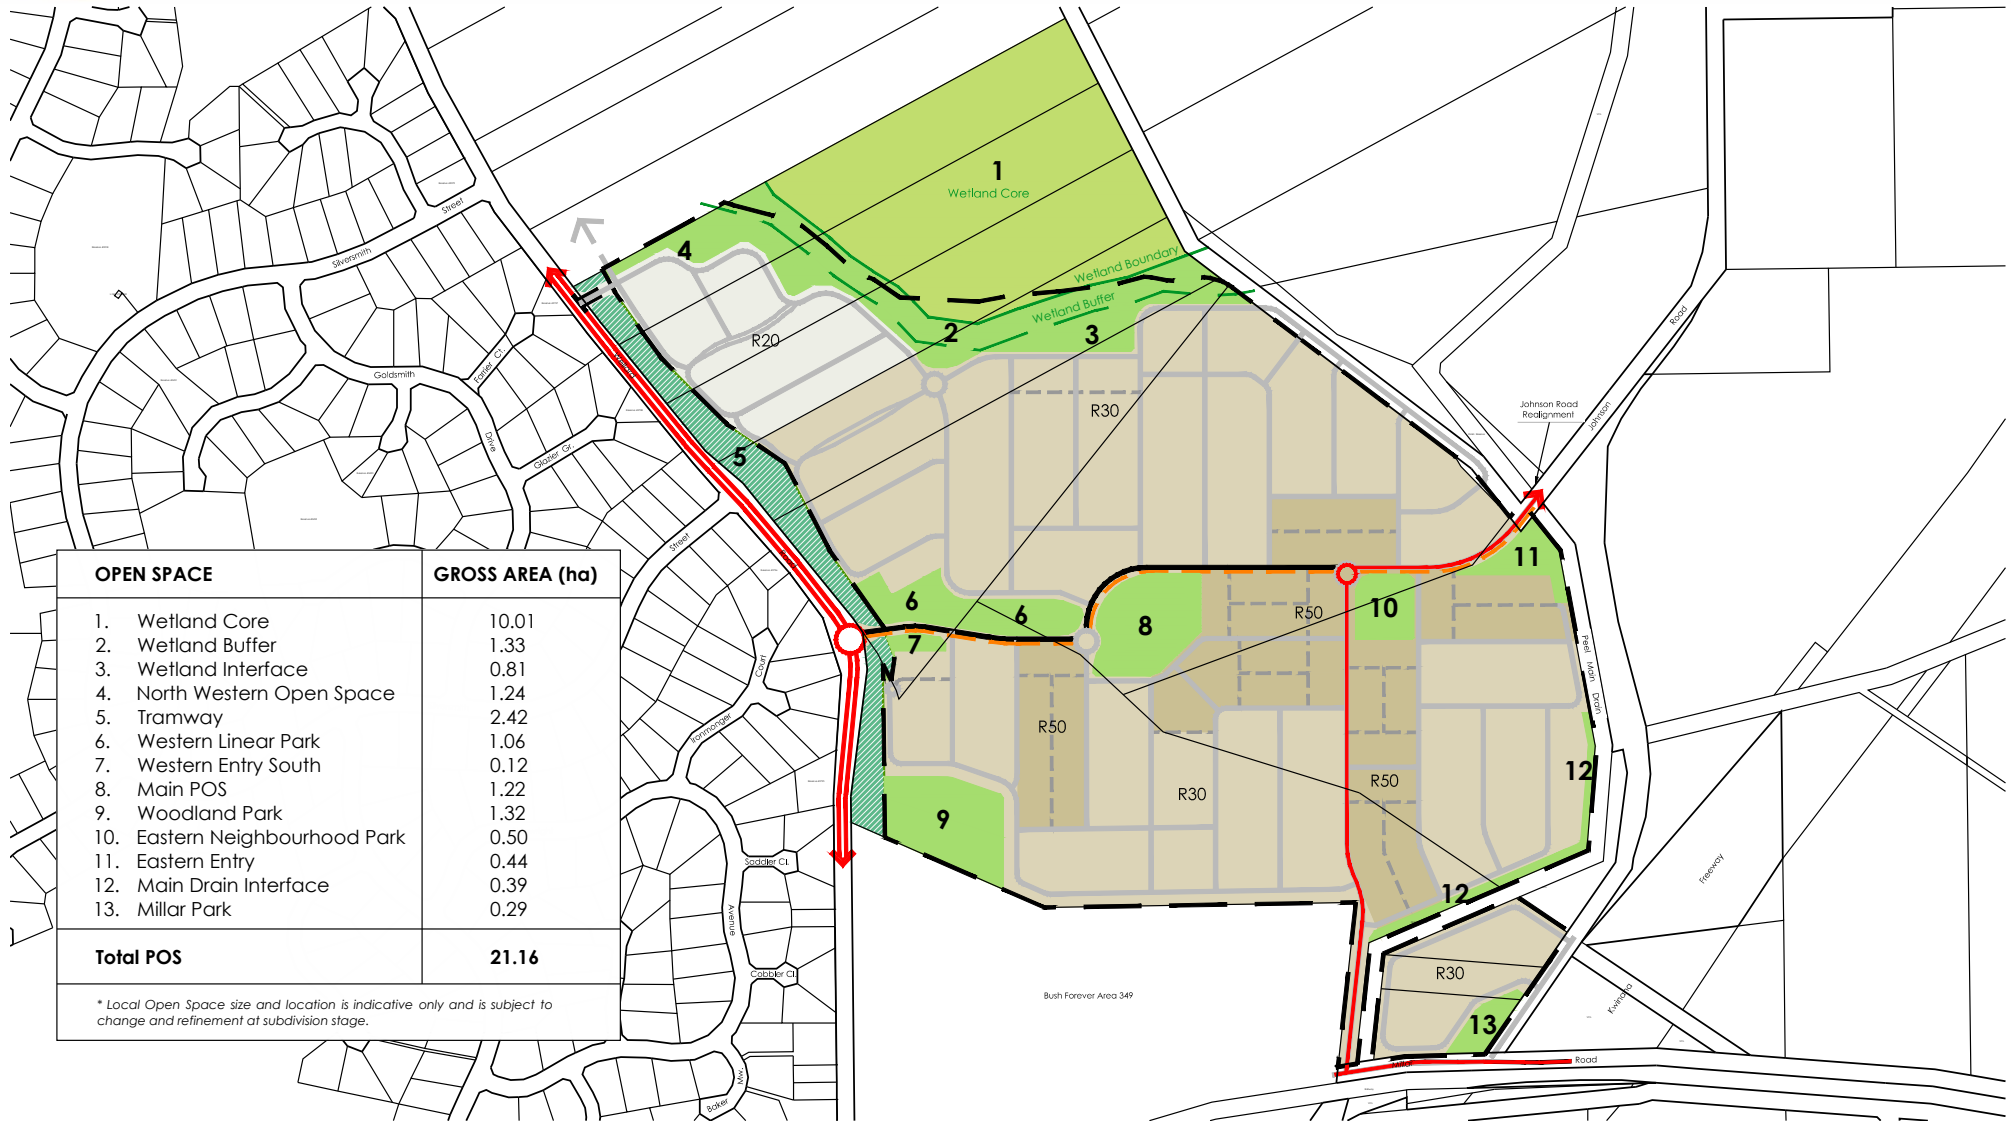 1
Wetland Core
Street
4
Silversmith
Wetland Boundary
Wetland Buffer
2
3
R20
Road
Farrier Ct.
Goldsmith
R30
Johnson Road
Realignment
Johnson
Drive
Glazier Gr.
5
Street
11
6
6
7
8
R50
10
N
Peel Main Drain
Court
Ironmonger
R50
R30
R50
12
9
Saddler Cl.
Avenue
12
Freeway
Cobbler Cl.
R30
Kwinana
Bush Forever Area 349
13
Millar
Road
Mw.
Baker
OPEN SPACE GROSS AREA (ha)
1. Wetland Core 10.01
2. Wetland Buffer 1.33
3. Wetland Interface 0.81
4. North Western Open Space 1.24
5. Tramway 2.42
6. Western Linear Park 1.06
7. Western Entry South 0.12
8. Main POS 1.22
9. Woodland Park 1.32
10. Eastern Neighbourhood Park 0.50
11. Eastern Entry 0.44
12. Main Drain Interface 0.39
13. Millar Park 0.29
Total POS 21.16
* Local Open Space size and location is indicative only and is subject to
change and refinement at subdivision stage.